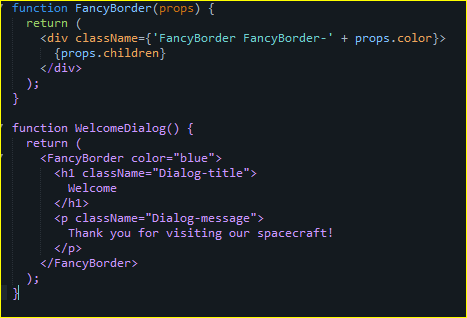 function FancyBorder(props) {
  return (
    <div className={'FancyBorder FancyBorder-' + props.color}>
      {props.children}
    </div>
  );
}

function WelcomeDialog() {
  return (
    <FancyBorder color="blue">
      <h1 className="Dialog-title">
        Welcome
      </h1>
      <p className="Dialog-message">
        Thank you for visiting our spacecraft!
      </p>
    </FancyBorder>
  );
}